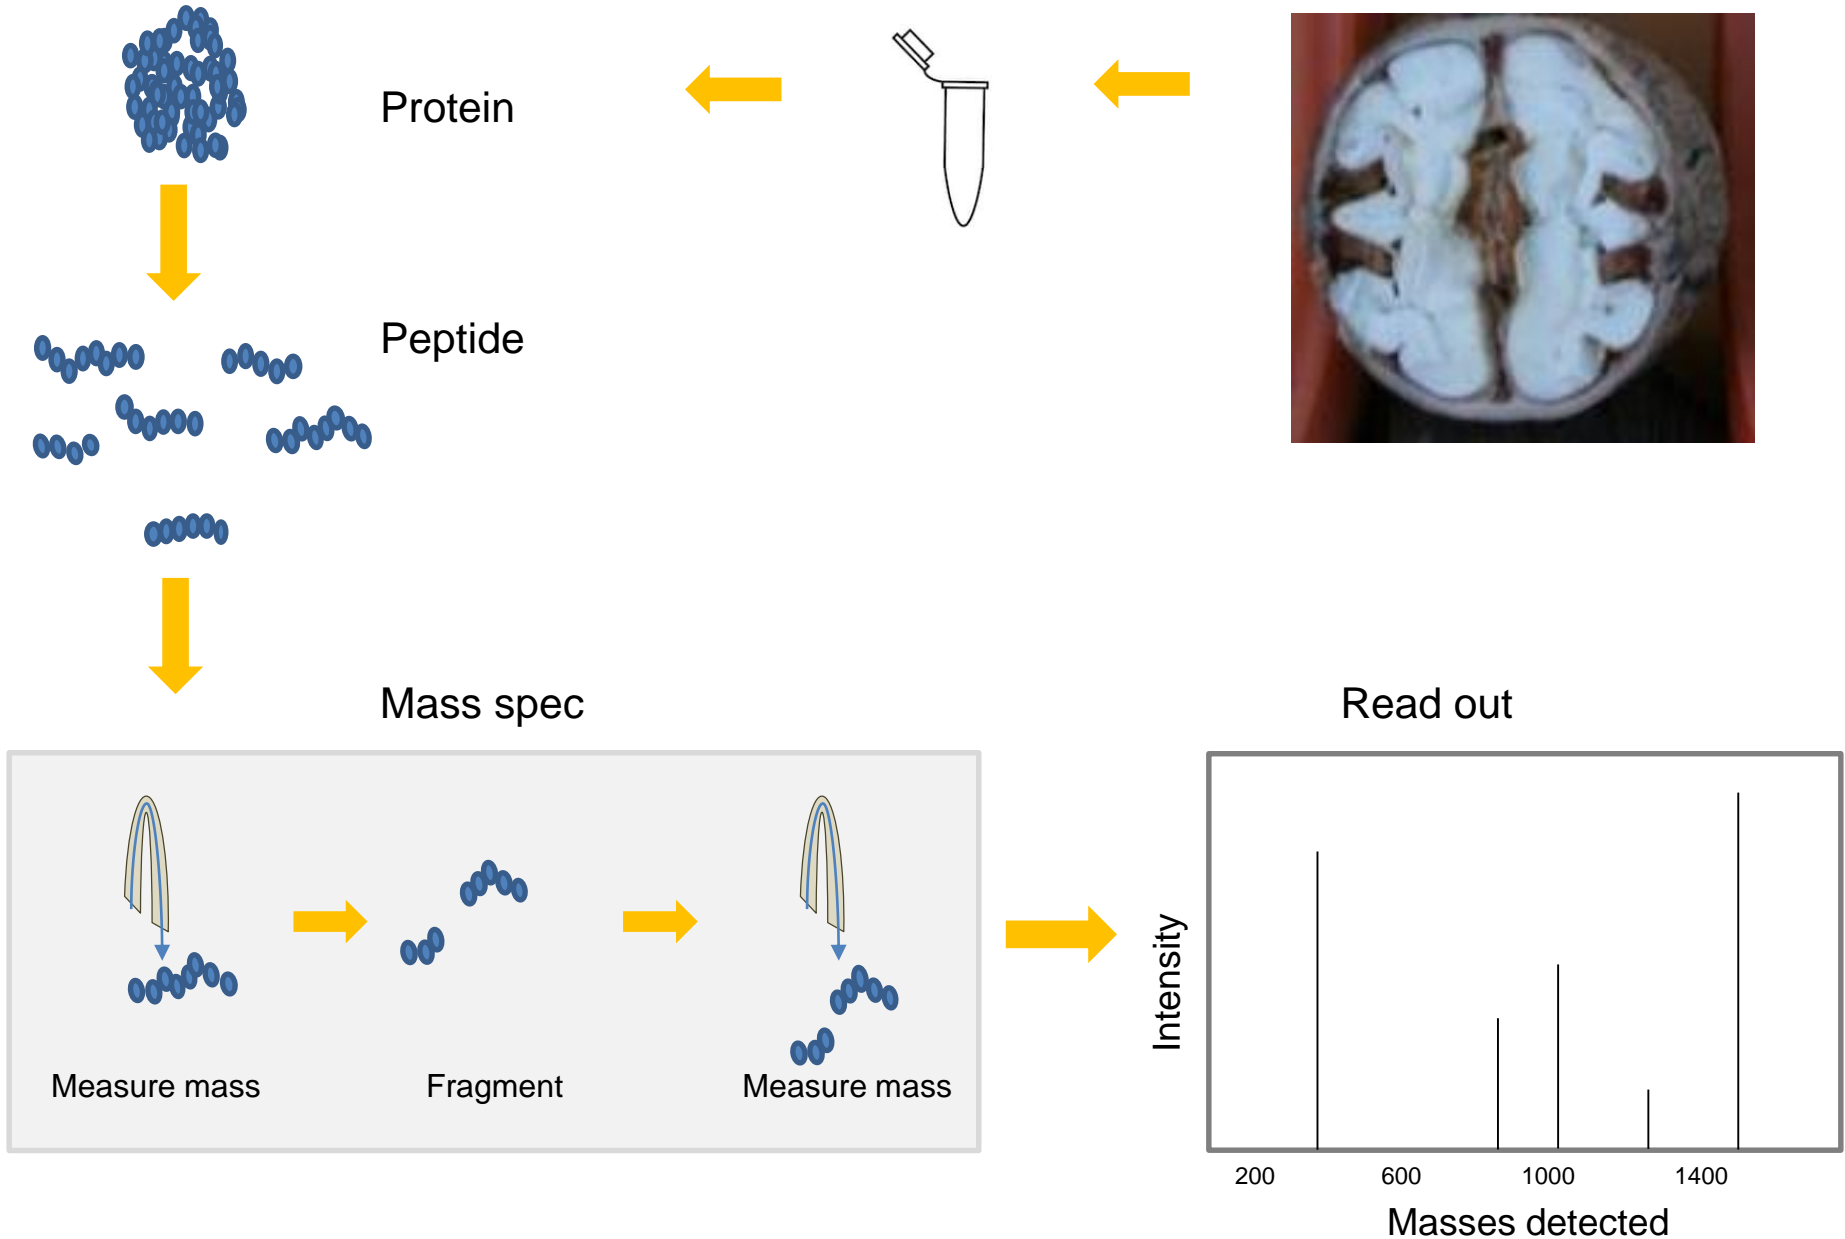 Protein
Peptide
Mass spec
Measure mass
Fragment
Measure mass
Read out
Intensity
200 600 1000 1400
Masses detected